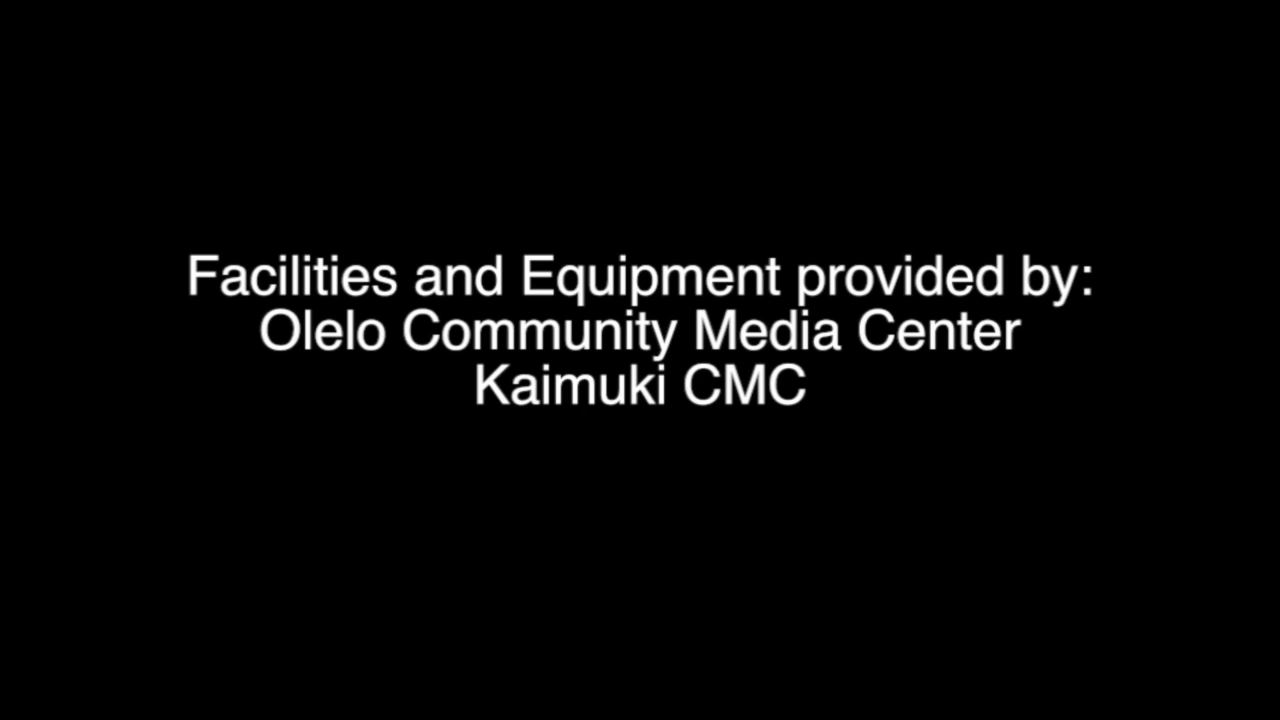 Facilities and Equipment provided by:
Olelo Community Media Center
Kaimuki CMC